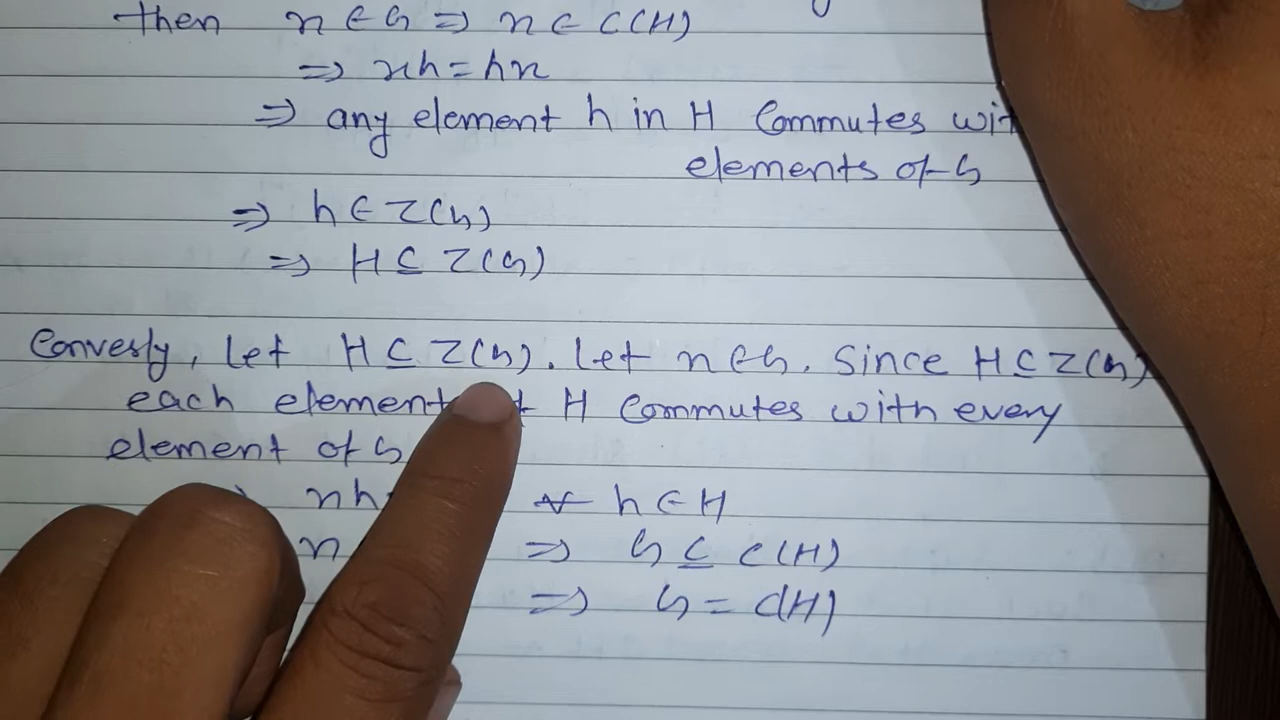 then x ∈ G ⇒ x ∈ C(H)
⇒ xh = hx
⇒ any element h in H Commutes
elements of G
⇒ h ∈ Z(G)
⇒ H ⊆ Z(G)
Conversly, Let H ⊆ Z(G). Let x ∈ G. Since H ⊆ Z(G)
each element H Commutes with every
element of G
xh ∀ h ∈ H
x ⇒ G ⊆ C(H)
⇒ G = C(H)